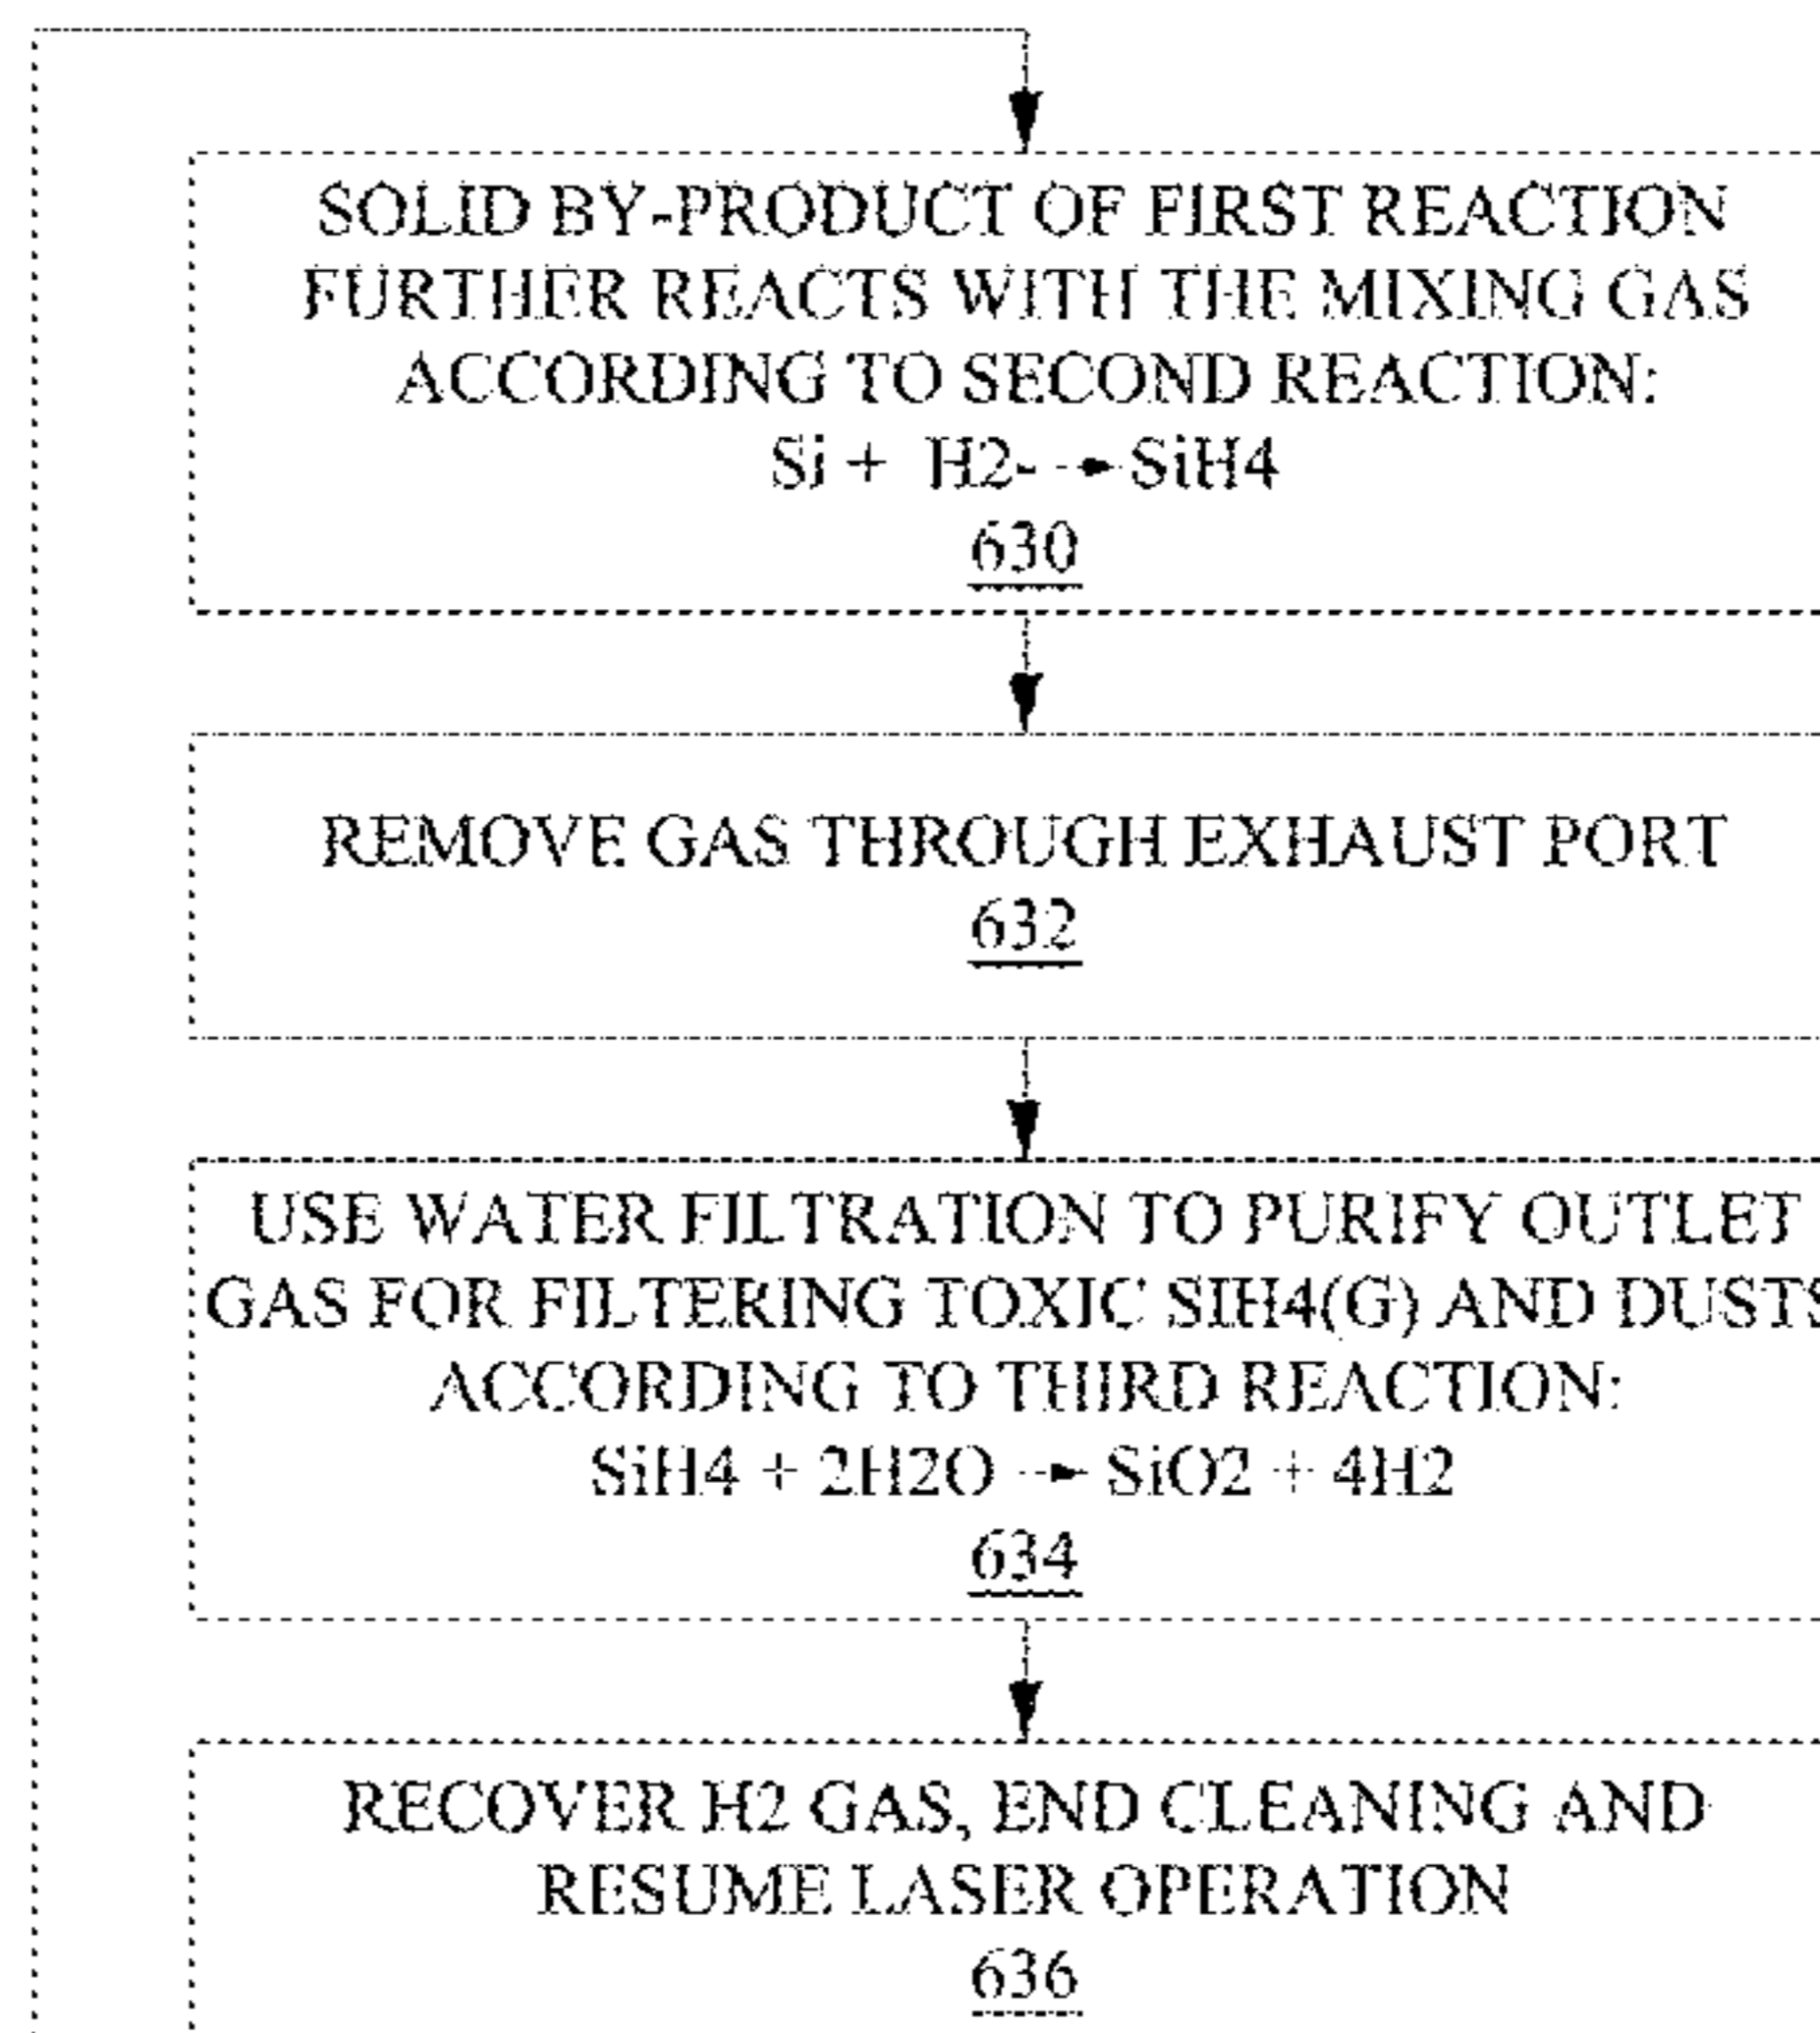 SOLID BY-PRODUCT OF FIRST REACTION
FURTHER REACTS WITH THE MIXING GAS
ACCORDING TO SECOND REACTION:
Si + H2--→SiH4
630
REMOVE GAS THROUGH EXHAUST PORT
632
USE WATER FILTRATION TO PURIFY OUTLET
GAS FOR FILTERING TOXIC SIH4(G) AND DUSTS
ACCORDING TO THIRD REACTION:
SiH4 + 2H2O --→ SiO2 + 4H2
634
RECOVER H2 GAS, END CLEANING AND
RESUME LASER OPERATION
636